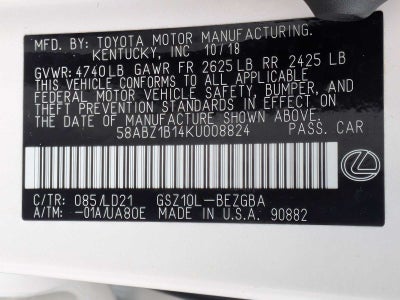 MFD. BY: TOYOTA MOTOR MANUFACTURING.
KENTUCKY, INC 10/18
GVWR: 4740LB GAWR FR 2625LB RR 2425 LB
THIS VEHICLE CONFORMS TO ALL APPLICABLE
FEDERAL MOTOR VEHICLE SAFETY, BUMPER, AND
THEFT PREVENTION STANDARDS IN EFFECT ON
THE DATE OF MANUFACTURE SHOWN ABOVE.
58ABZ1B14KU008824 PASS. CAR
C/TR: 085/LD21 GSZ10L-BEZGBA
A/TM: -01A/UA80E MADE IN U.S.A. 90882